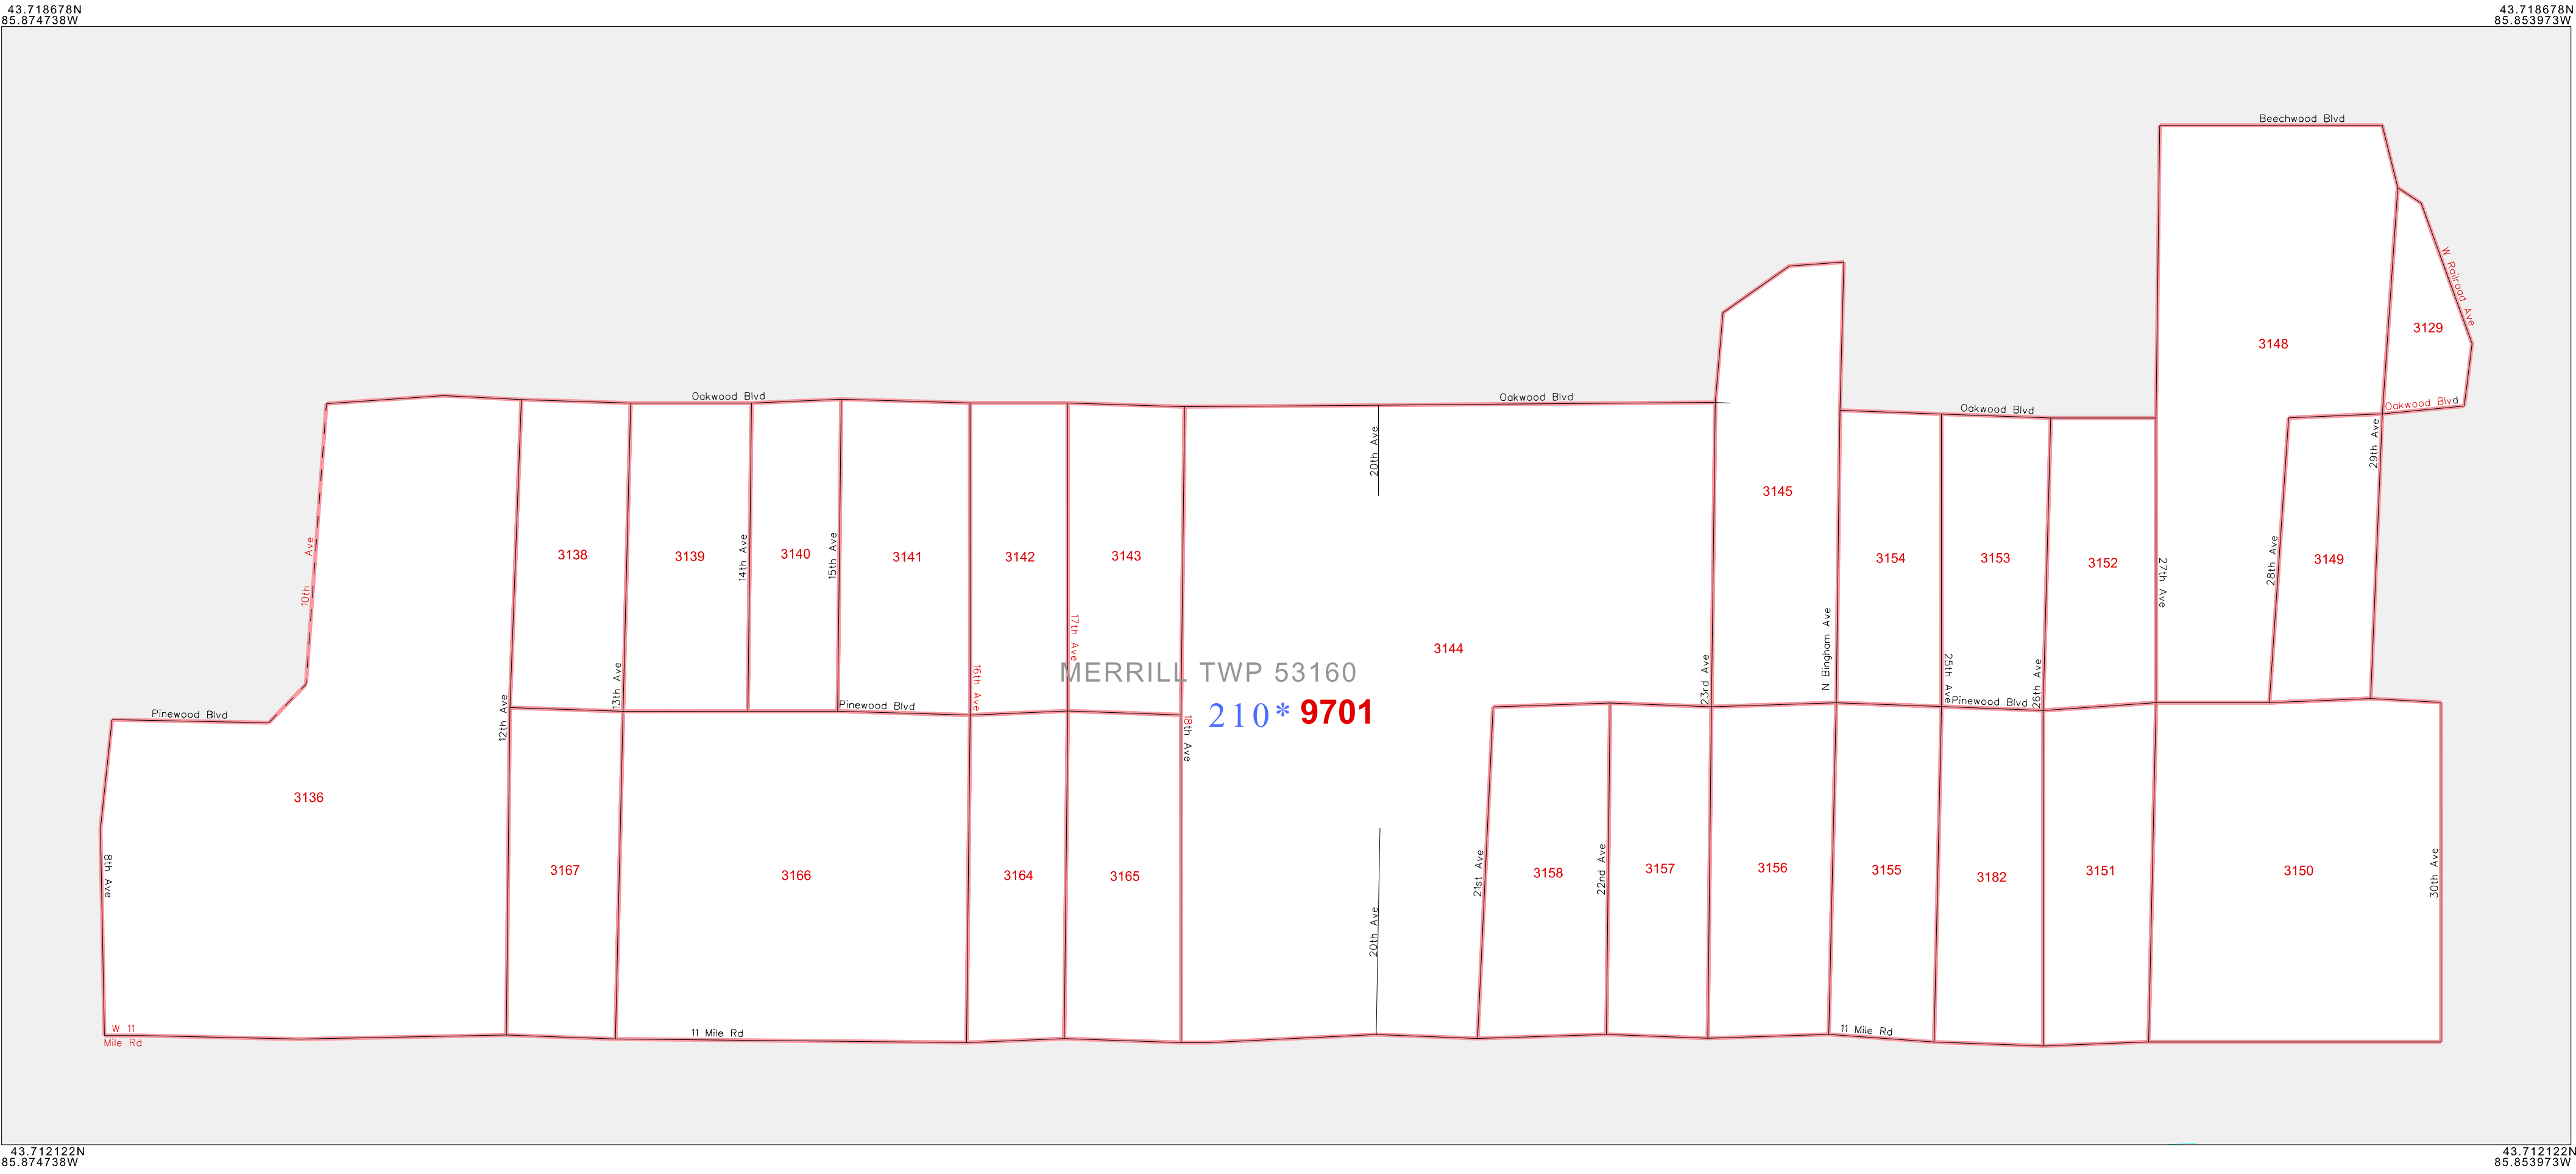 43.718678N
85.874738W
43.718678N
85.853973W
Beechwood Blvd
W Railroad Ave
3129
3148
Oakwood Blvd
Oakwood Blvd
Oakwood Blvd
Oakwood Blvd
20th Ave
29th Ave
3145
10th Ave
3138
3139
14th Ave
3140
15th Ave
3141
3142
3143
3154
3153
3152
27th Ave
28th Ave
3149
17th Ave
3144
N Bingham Ave
MERRILL TWP 53160
210* 9701
12th Ave
13th Ave
16th Ave
18th Ave
23rd Ave
25th Ave
26th Ave
Pinewood Blvd
Pinewood Blvd
Pinewood Blvd
3136
8th Ave
3167
3166
3164
3165
20th Ave
21st Ave
3158
22nd Ave
3157
3156
3155
3182
3151
3150
30th Ave
W 11
Mile Rd
11 Mile Rd
11 Mile Rd
43.712122N
85.874738W
43.712122N
85.853973W